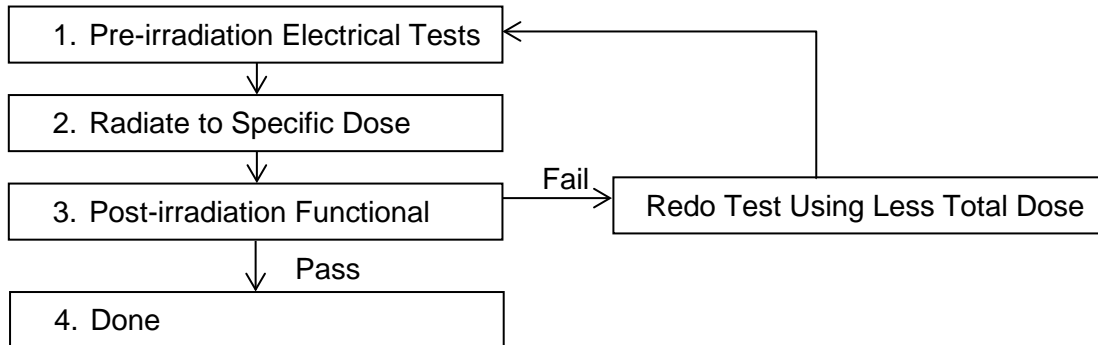 1. Pre-irradiation Electrical Tests
2. Radiate to Specific Dose
Fail
3. Post-irradiation Functional
Redo Test Using Less Total Dose
Pass
4. Done